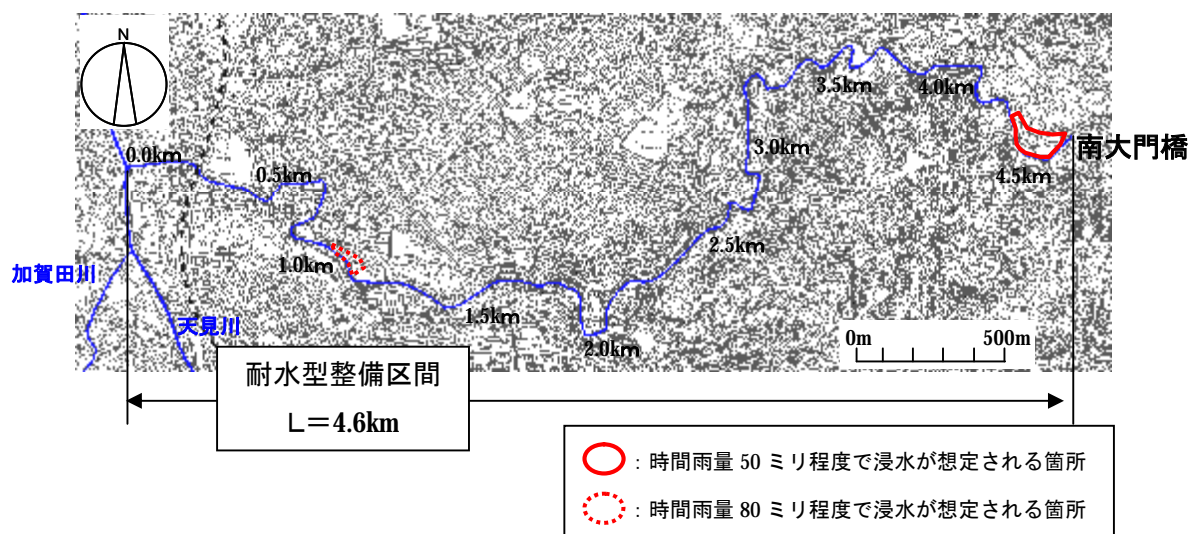 N
0.0km
0.5km
1.0km
1.5km
2.0km
2.5km
3.0km
3.5km
4.0km
4.5km
南大門橋
加賀田川
天見川
0m 500m
耐水型整備区間
L=4.6km
:時間雨量 50 ミリ程度で浸水が想定される箇所
:時間雨量 80 ミリ程度で浸水が想定される箇所